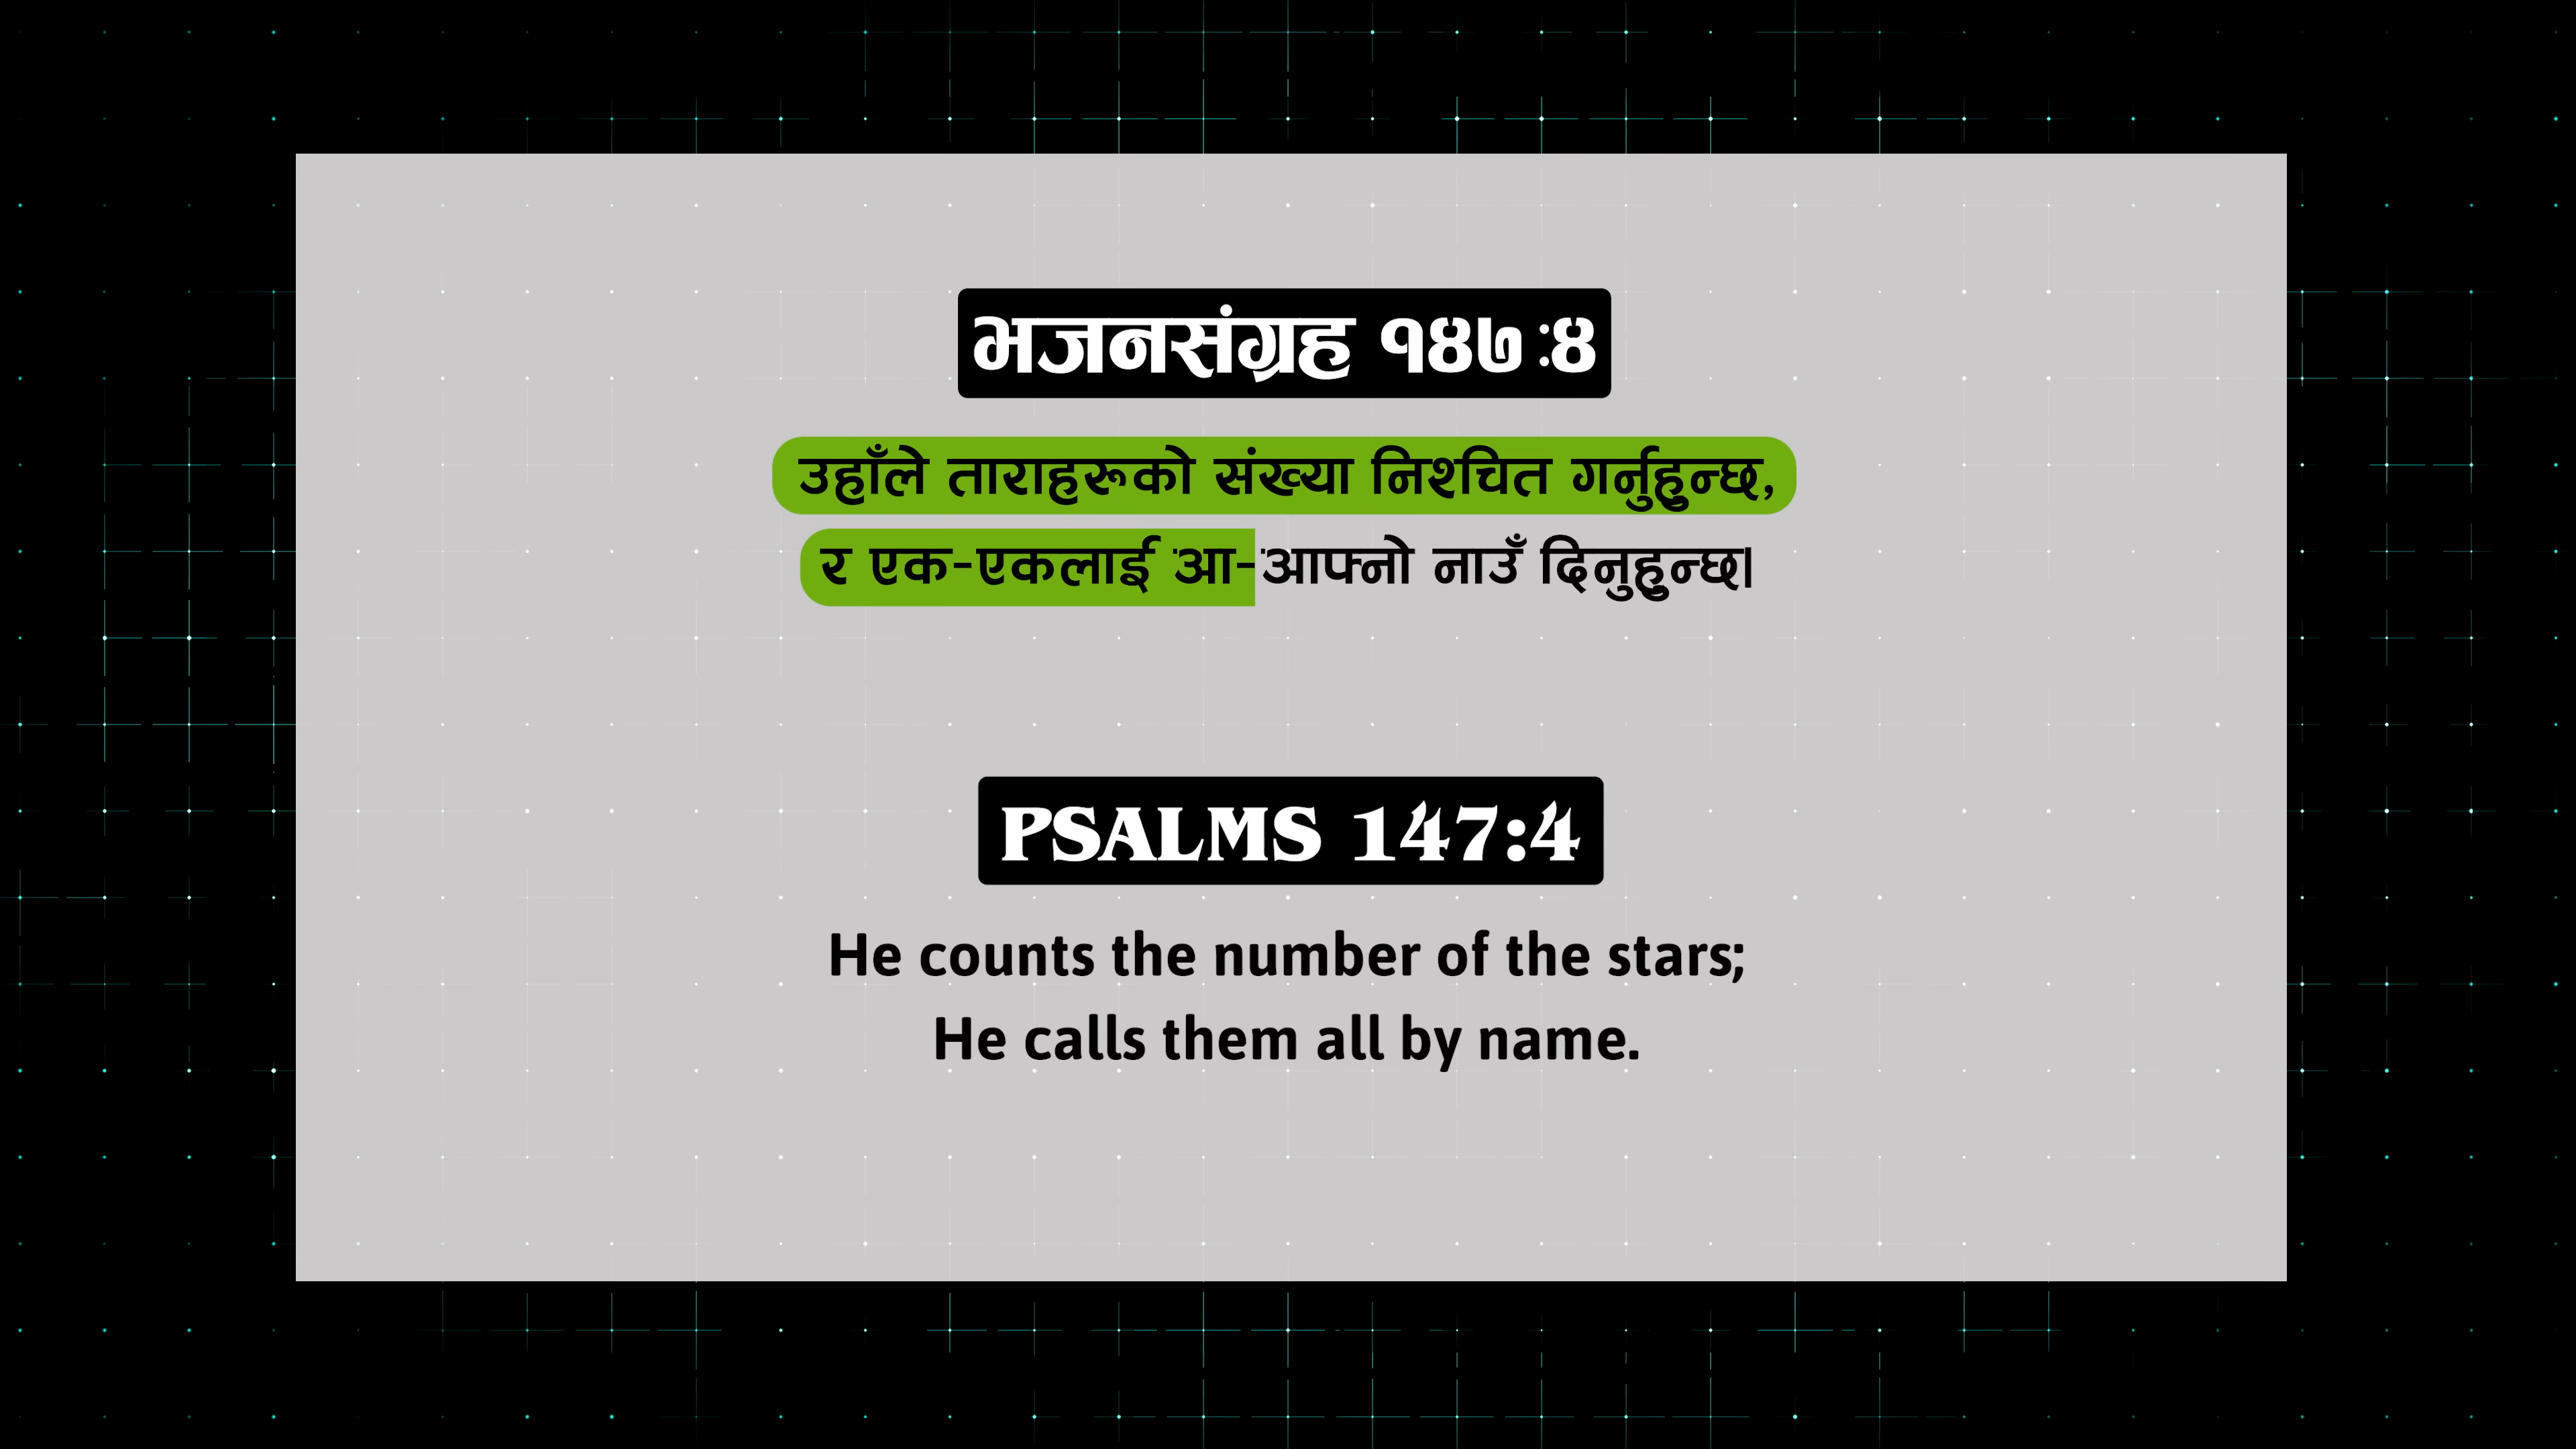 भजनसंग्रह १४७:४
उहाँले ताराहरूको संख्या निश्चित गर्नुहुन्छ,
र एक-एकलाई आ-आफ्नो नाउँ दिनुहुन्छ।
PSALMS 147:4
He counts the number of the stars;
He calls them all by name.